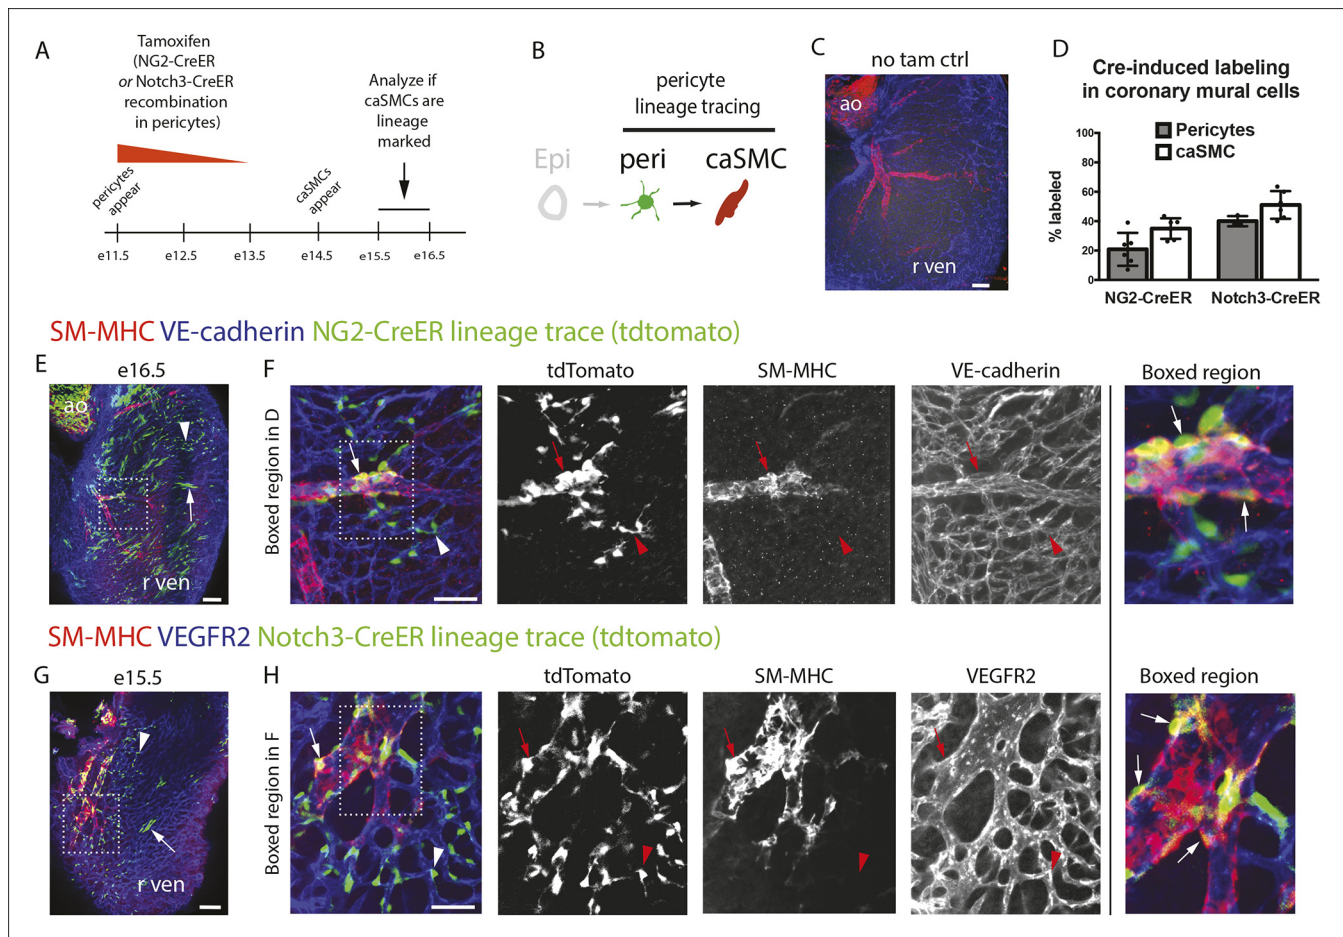 A
Tamoxifen
(NG2-CreER
or Notch3-CreER
recombination
in pericytes)
Analyze if
caSMCs are
lineage
marked
pericytes
appear
caSMCs
appear
e11.5
e12.5
e13.5
e14.5
e15.5
e16.5
B
pericyte
lineage tracing
Epi
peri
caSMC
C
no tam ctrl
ao
r ven
D
Cre-induced labeling
in coronary mural cells
Pericytes
caSMC
% labeled
100
80
60
40
20
0
NG2-CreER
Notch3-CreER
SM-MHC VE-cadherin NG2-CreER lineage trace (tdtomato)
E
e16.5
ao
r ven
F
Boxed region in D
tdTomato
SM-MHC
VE-cadherin
Boxed region
SM-MHC VEGFR2 Notch3-CreER lineage trace (tdtomato)
G
e15.5
r ven
H
Boxed region in F
tdTomato
SM-MHC
VEGFR2
Boxed region